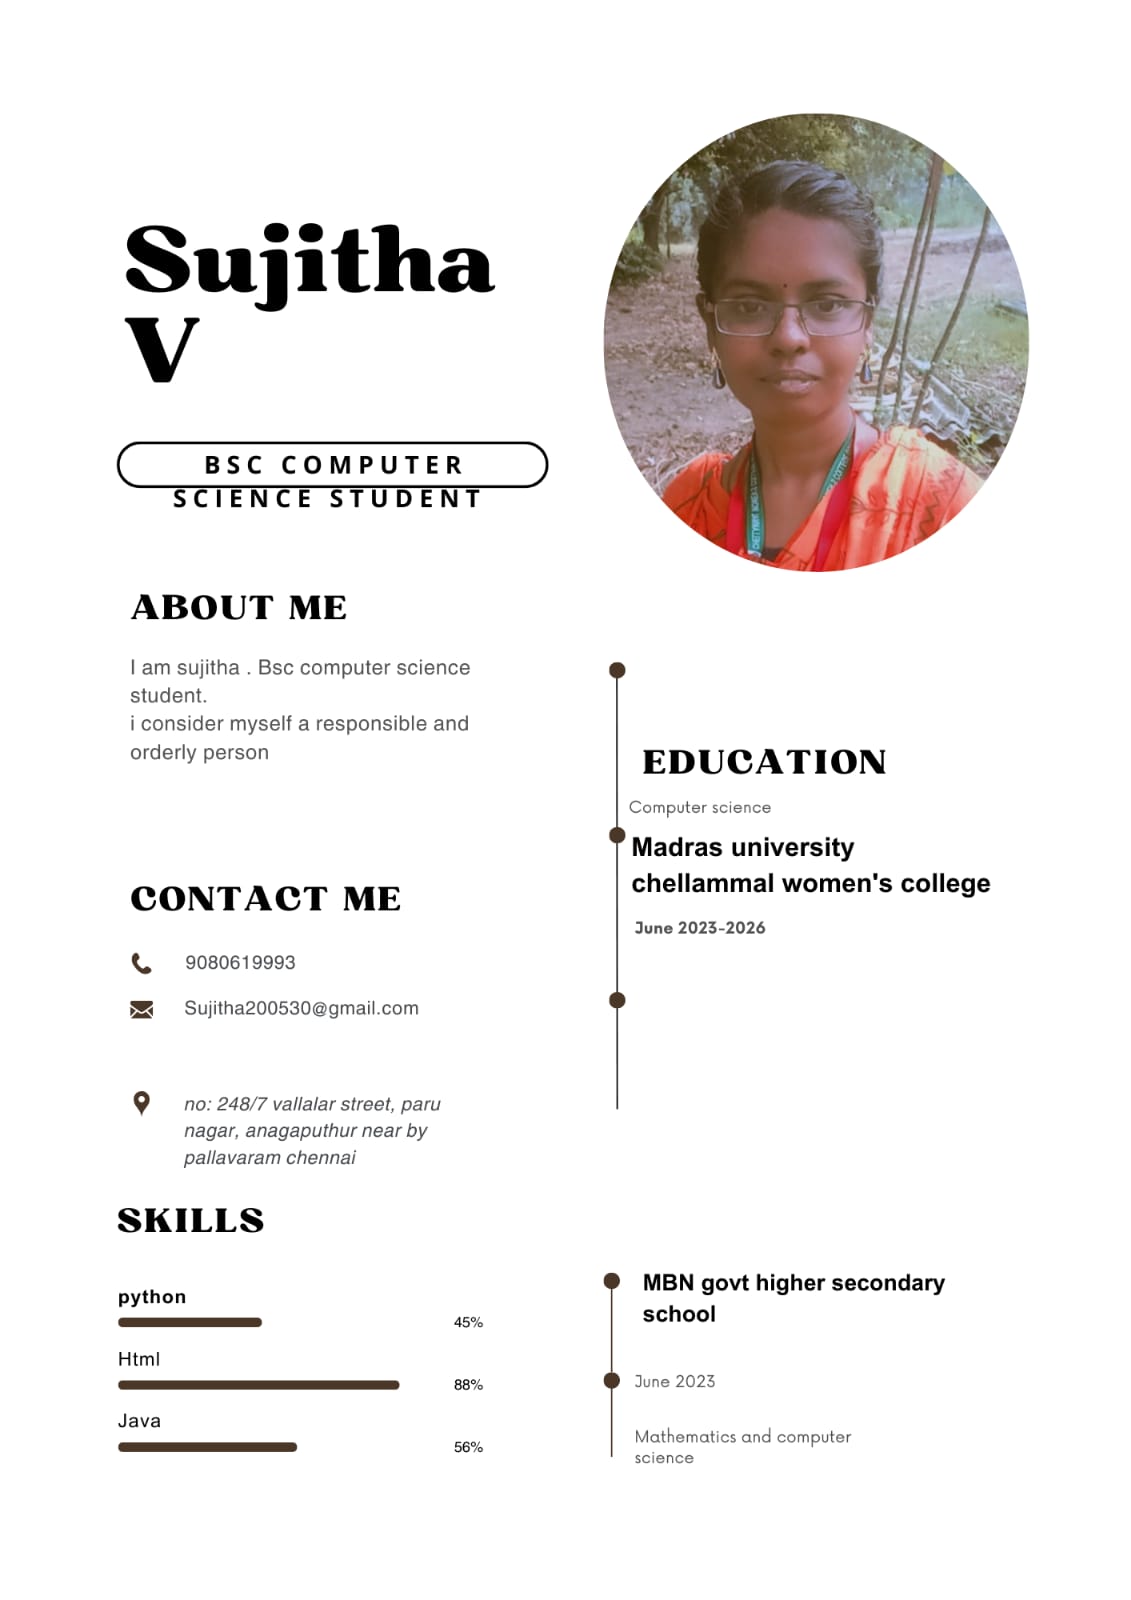 Sujitha
V
BSC COMPUTER
SCIENCE STUDENT
ABOUT ME
I am sujitha . Bsc computer science
student.
i consider myself a responsible and
orderly person
CONTACT ME
9080619993
Sujitha200530@gmail.com
no: 248/7 vallalar street, paru
nagar, anagaputhur near by
pallavaram chennai
SKILLS
python
45%
Html
88%
Java
56%
EDUCATION
Computer science
Madras university
chellammal women's college
June 2023-2026
MBN govt higher secondary
school
June 2023
Mathematics and computer
science